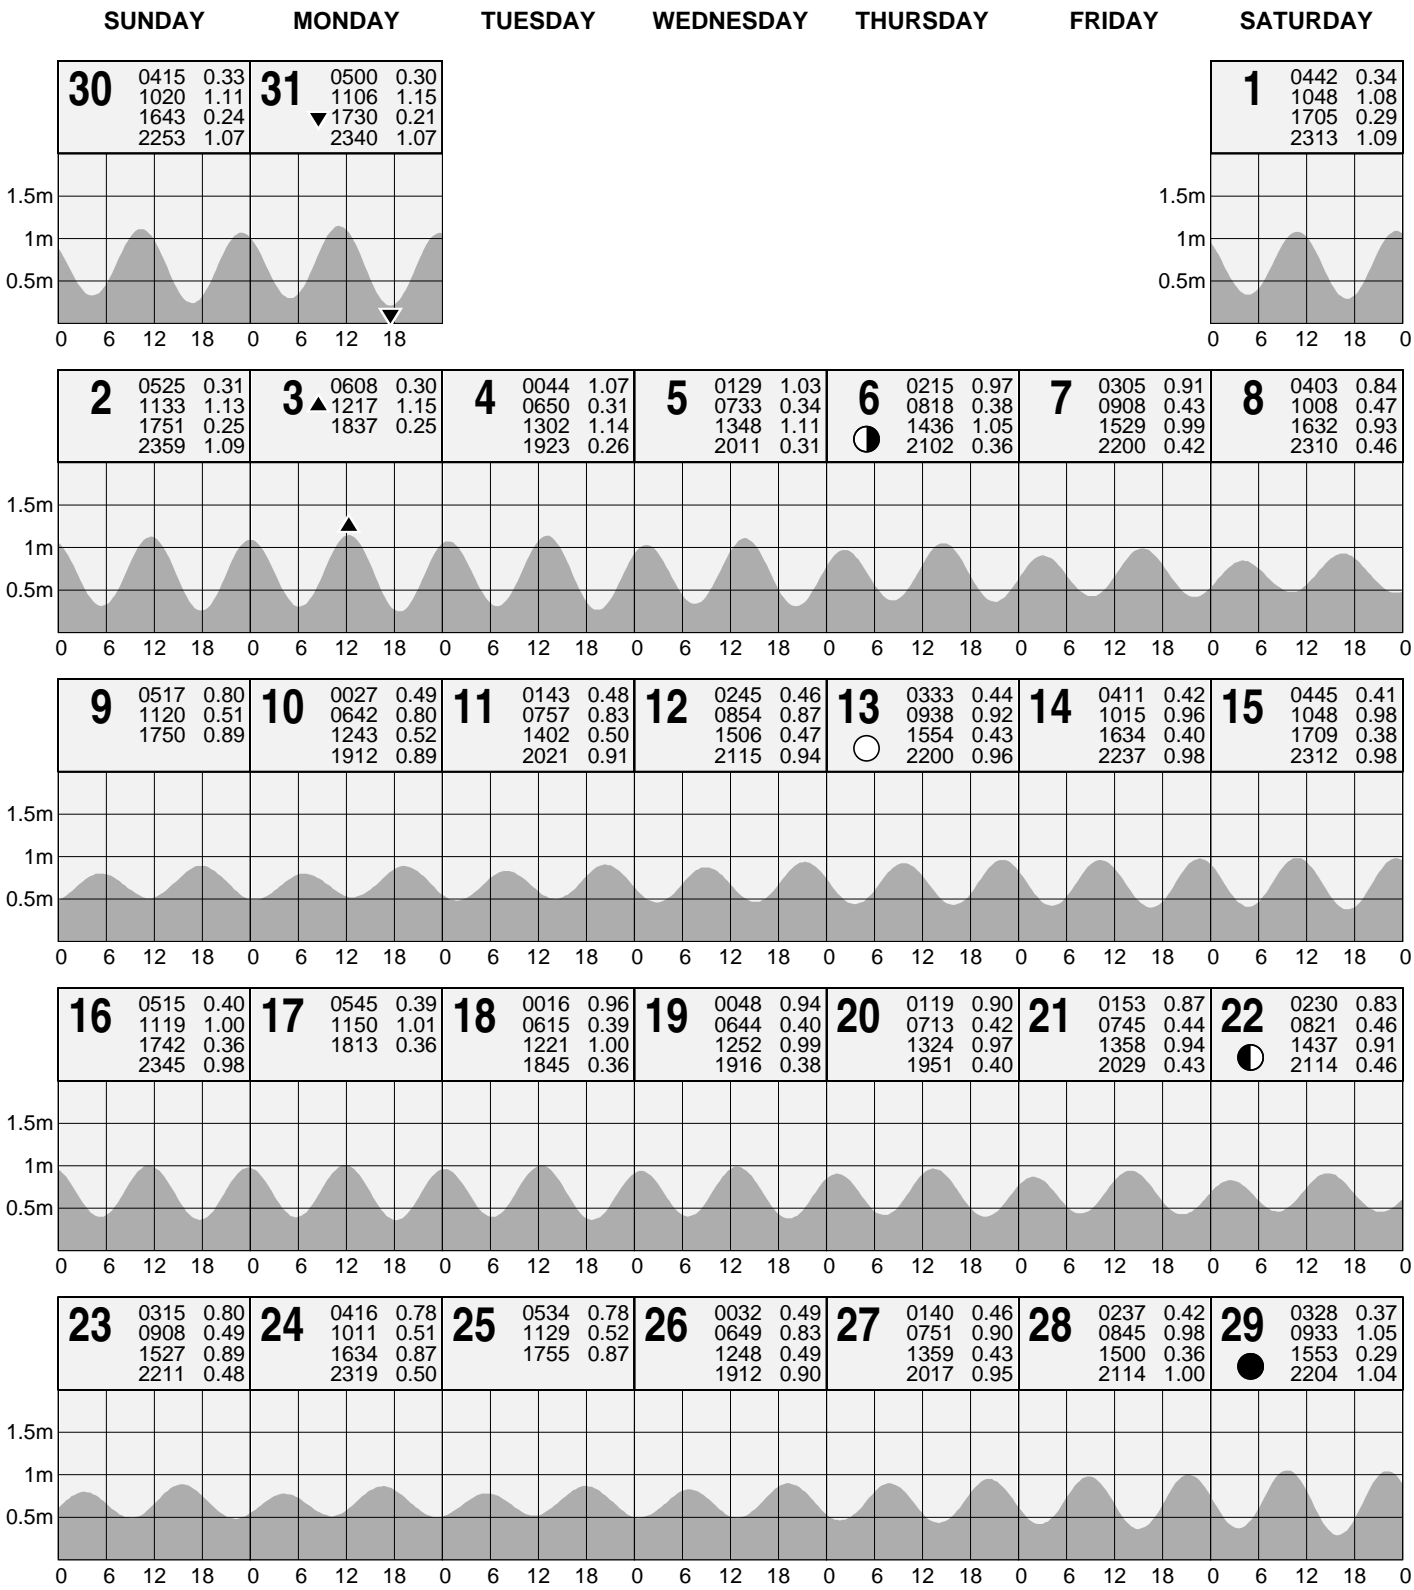 SUNDAY MONDAY TUESDAY WEDNESDAY THURSDAY FRIDAY SATURDAY
30 0415 0.33 31 0500 0.30 1 0442 0.34
1020 1.11 1106 1.15 1048 1.08
1643 0.24 1730 0.21 1705 0.29
2253 1.07 2340 1.07 2313 1.09
1.5m 1.5m
1m 1m
0.5m 0.5m
0 6 12 18 0 6 12 18 0 6 12 18 0
2 0525 0.31 3 0608 0.30 4 0044 1.07 5 0129 1.03 6 0215 0.97 7 0305 0.91 8 0403 0.84
1133 1.13 1217 1.15 0650 0.31 0733 0.34 0818 0.38 0908 0.43 1008 0.47
1751 0.25 1837 0.25 1302 1.14 1348 1.11 1436 1.05 1529 0.99 1632 0.93
2359 1.09 1923 0.26 2011 0.31 2102 0.36 2200 0.42 2310 0.46
1.5m
1m
0.5m
0 6 12 18 0 6 12 18 0 6 12 18 0 6 12 18 0 6 12 18 0 6 12 18 0 6 12 18 0
9 0517 0.80 10 0027 0.49 11 0143 0.48 12 0245 0.46 13 0333 0.44 14 0411 0.42 15 0445 0.41
1120 0.51 0642 0.80 0757 0.83 0854 0.87 0938 0.92 1015 0.96 1048 0.98
1750 0.89 1243 0.52 1402 0.50 1506 0.47 1554 0.43 1634 0.40 1709 0.38
1912 0.89 2021 0.91 2115 0.94 2200 0.96 2237 0.98 2312 0.98
1.5m
1m
0.5m
0 6 12 18 0 6 12 18 0 6 12 18 0 6 12 18 0 6 12 18 0 6 12 18 0 6 12 18 0
16 0515 0.40 17 0545 0.39 18 0016 0.96 19 0048 0.94 20 0119 0.90 21 0153 0.87 22 0230 0.83
1119 1.00 1150 1.01 0615 0.39 0644 0.40 0713 0.42 0745 0.44 0821 0.46
1742 0.36 1813 0.36 1221 1.00 1252 0.99 1324 0.97 1358 0.94 1437 0.91
2345 0.98 1845 0.36 1916 0.38 1951 0.40 2029 0.43 2114 0.46
1.5m
1m
0.5m
0 6 12 18 0 6 12 18 0 6 12 18 0 6 12 18 0 6 12 18 0 6 12 18 0 6 12 18 0
23 0315 0.80 24 0416 0.78 25 0534 0.78 26 0032 0.49 27 0140 0.46 28 0237 0.42 29 0328 0.37
0908 0.49 1011 0.51 1129 0.52 0649 0.83 0751 0.90 0845 0.98 0933 1.05
1527 0.89 1634 0.87 1755 0.87 1248 0.49 1359 0.43 1500 0.36 1553 0.29
2211 0.48 2319 0.50 1912 0.90 2017 0.95 2114 1.00 2204 1.04
1.5m
1m
0.5m
0 6 12 18 0 6 12 18 0 6 12 18 0 6 12 18 0 6 12 18 0 6 12 18 0 6 12 18 0